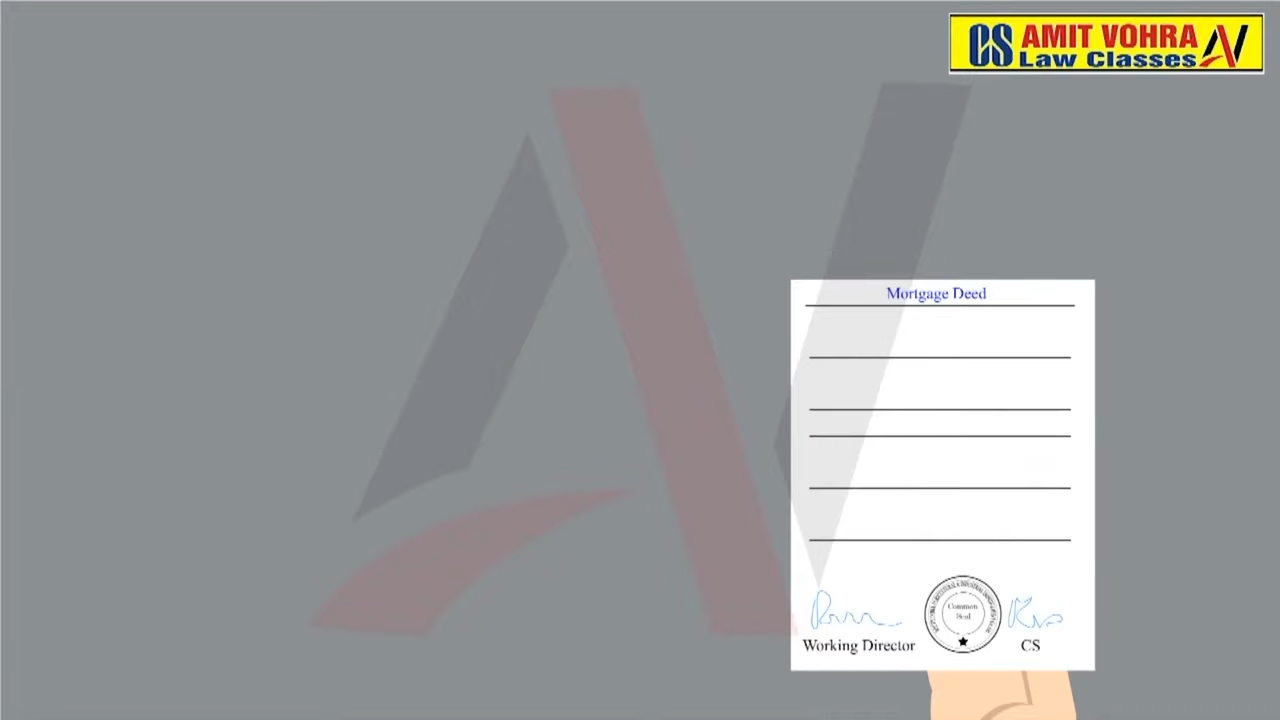 CS AMIT VOHRA
Law Classes
Mortgage Deed
Common
Seal
Working Director
CS